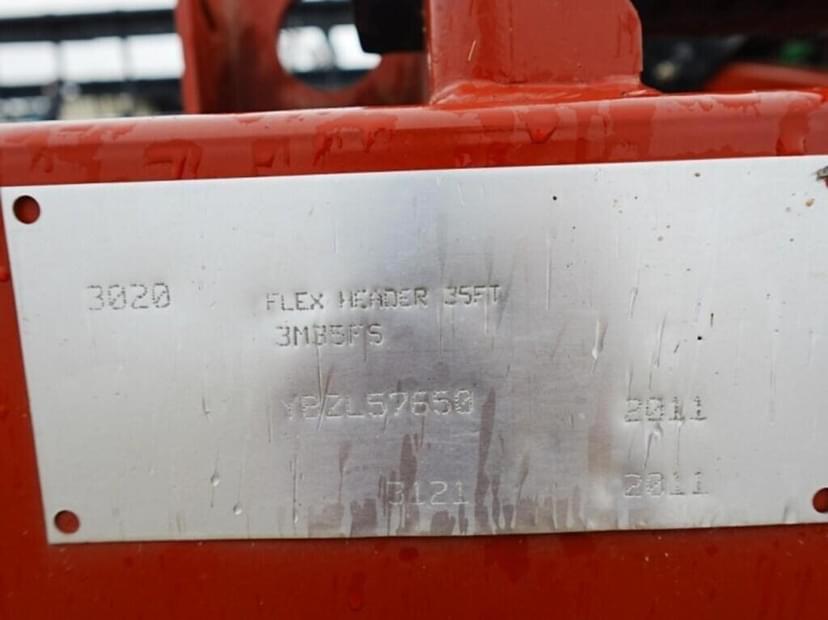 3020 FLEX HEADER 35FT
3M35FS
YBZL57650 2011
3121 2011